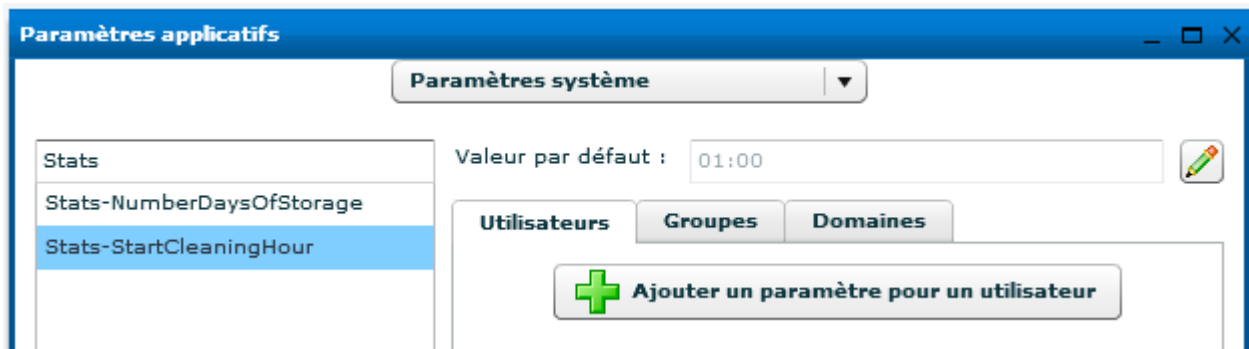 Paramètres applicatifs
Paramètres système
Stats
Stats-NumberDaysOfStorage
Stats-StartCleaningHour
Valeur par défaut :
01:00
Utilisateurs
Groupes
Domaines
Ajouter un paramètre pour un utilisateur